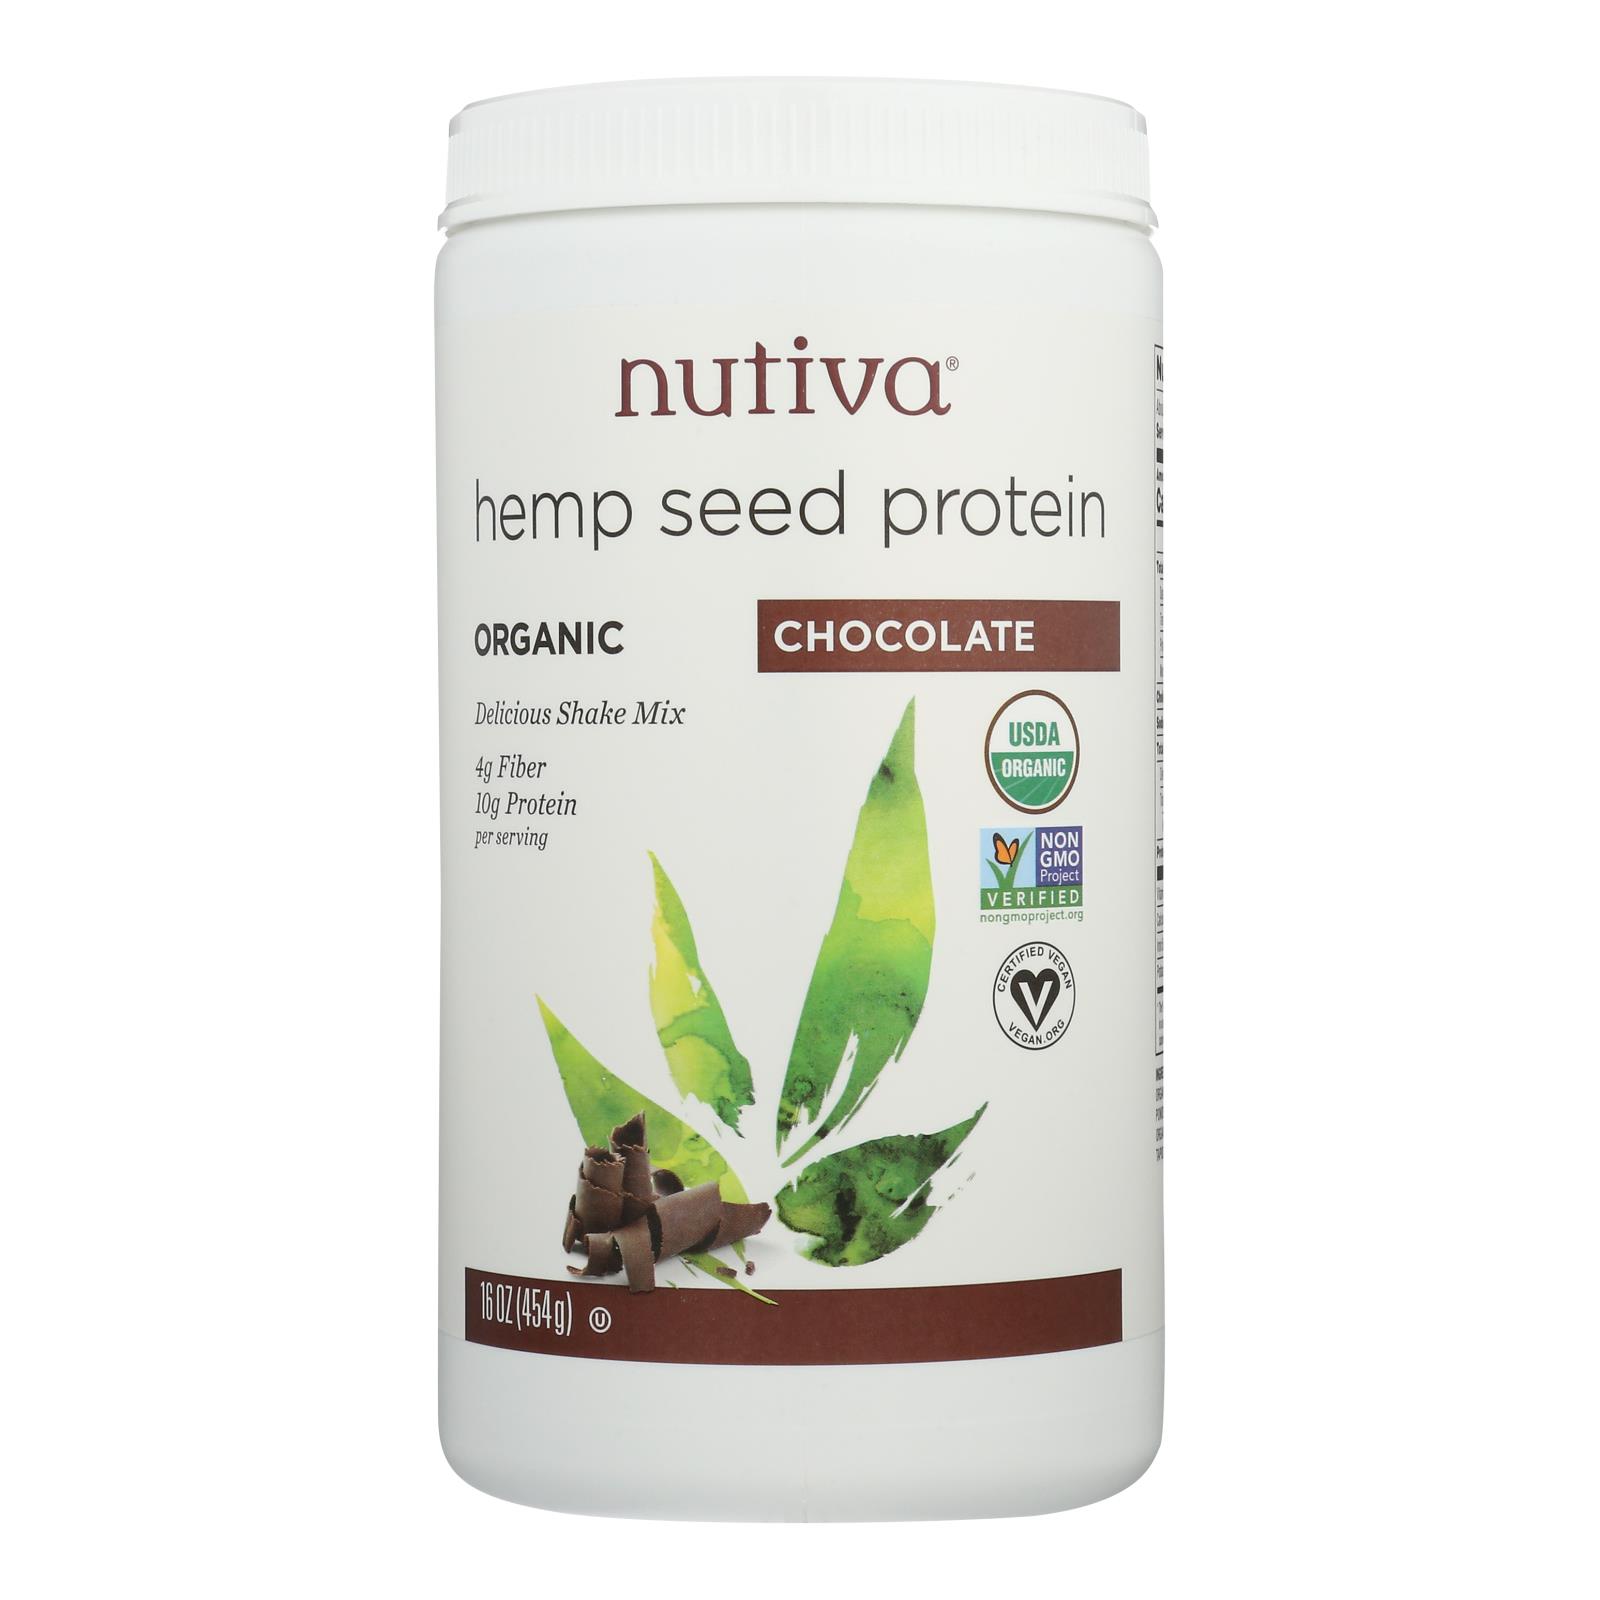 nutiva®
hemp seed protein
ORGANIC
CHOCOLATE
Delicious Shake Mix
4g Fiber
10g Protein
per serving
USDA
ORGANIC
NON
GMO
Project
VERIFIED
nongmoproject.org
CERTIFIED VEGAN
V
VEGAN.ORG
16 OZ (454g) U